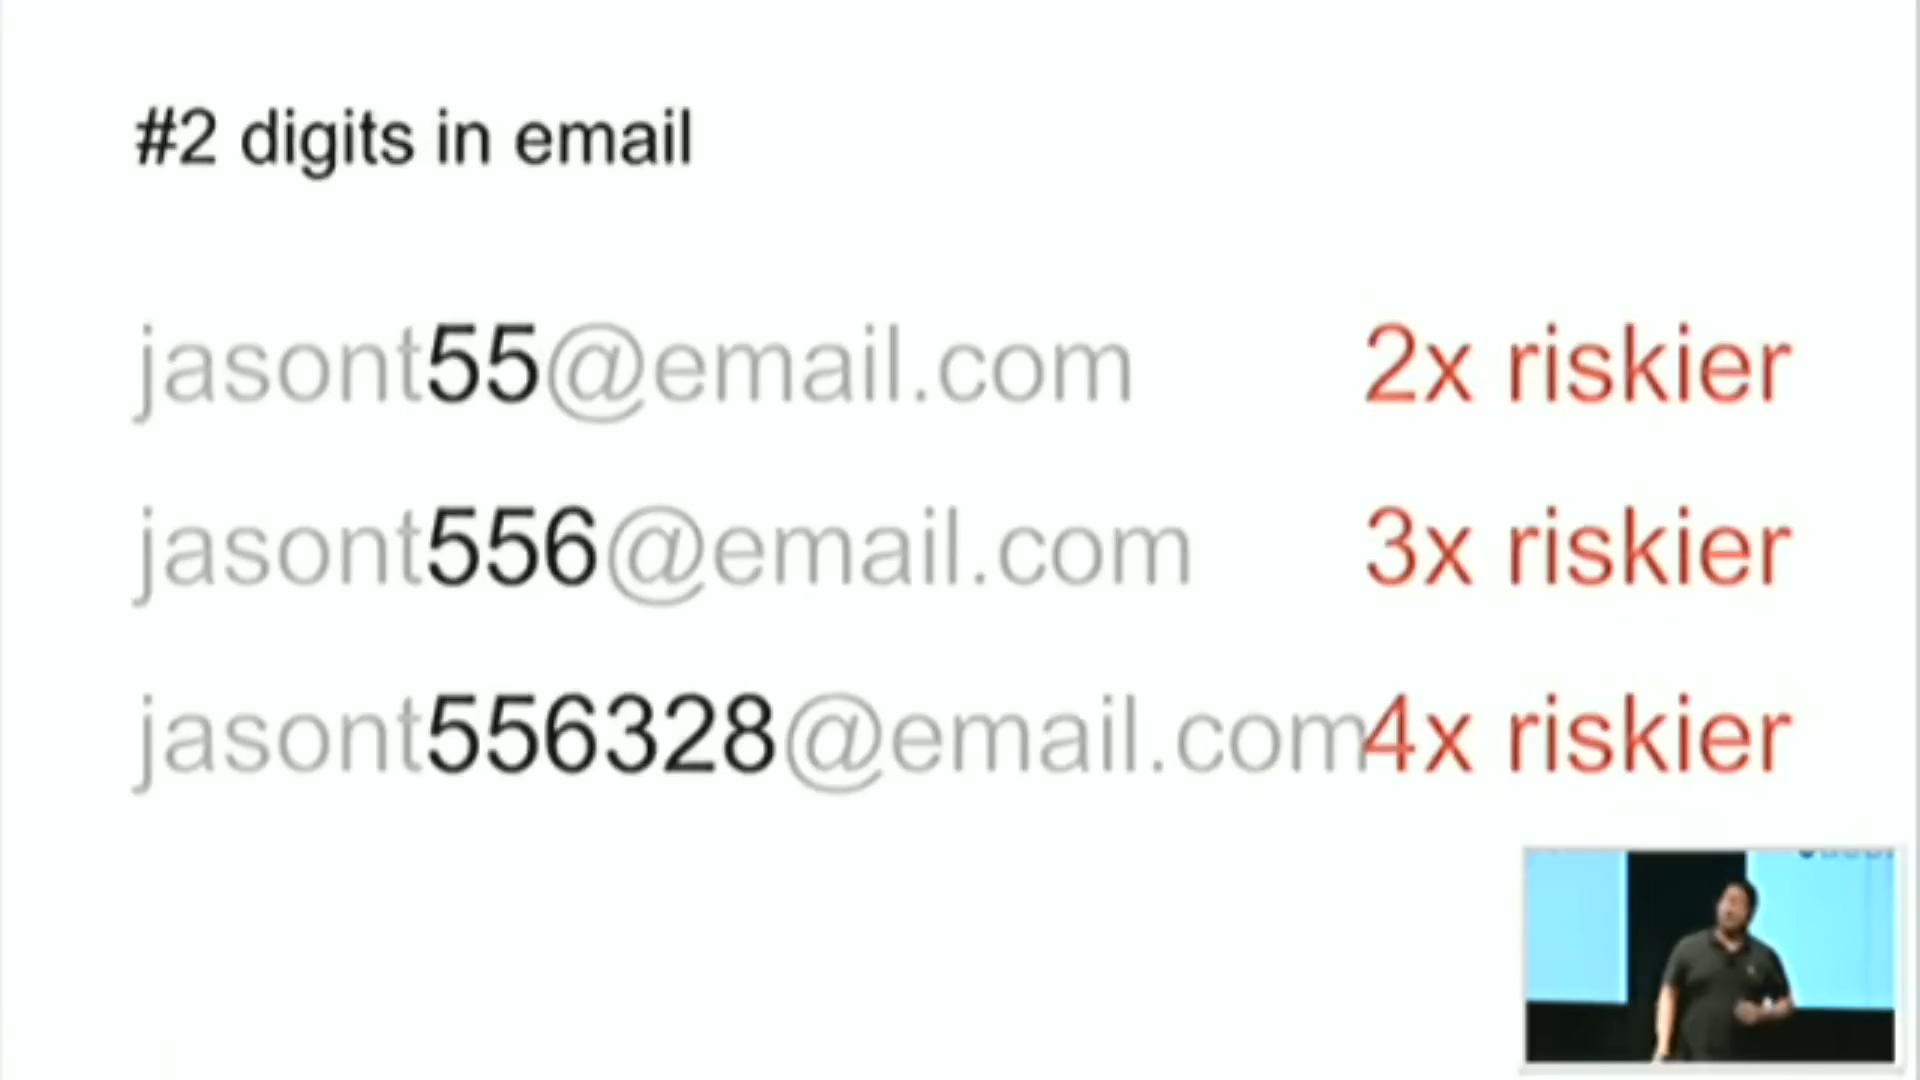 #2 digits in email
jasont55@email.com 2x riskier
jasont556@email.com 3x riskier
jasont556328@email.com 4x riskier